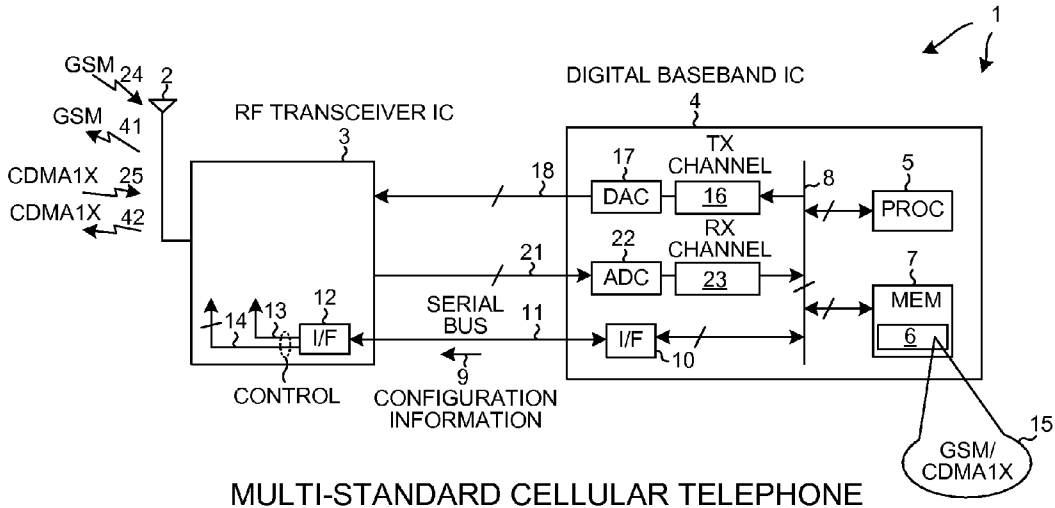 1
GSM
24
2
GSM
41
CDMA1X
25
CDMA1X
42
RF TRANSCEIVER IC
3
DIGITAL BASEBAND IC
4
TX
CHANNEL
17
18
DAC
16
8
5
PROC
RX
CHANNEL
22
21
ADC
23
7
MEM
6
12
13
14
I/F
SERIAL
BUS
11
I/F
10
9
CONTROL
CONFIGURATION
INFORMATION
15
GSM/
CDMA1X
MULTI-STANDARD CELLULAR TELEPHONE